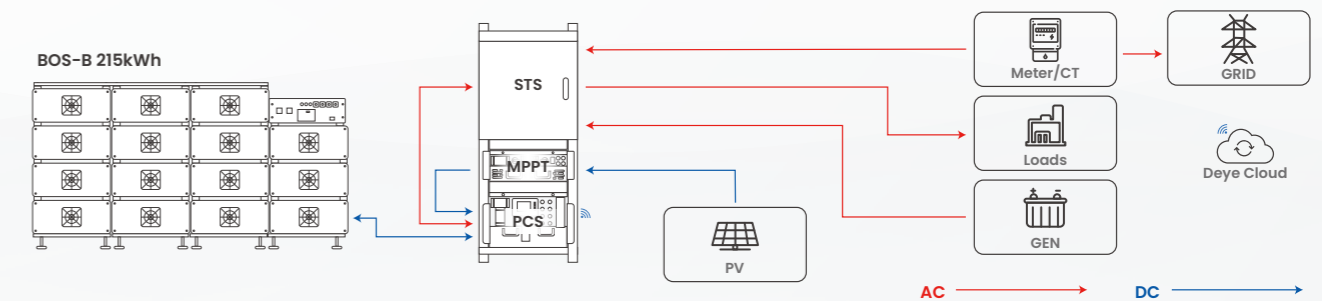 BOS-B 215kWh
STS
MPPT
PCS
PV
Meter/CT
GRID
Loads
Deye Cloud
GEN
AC
DC